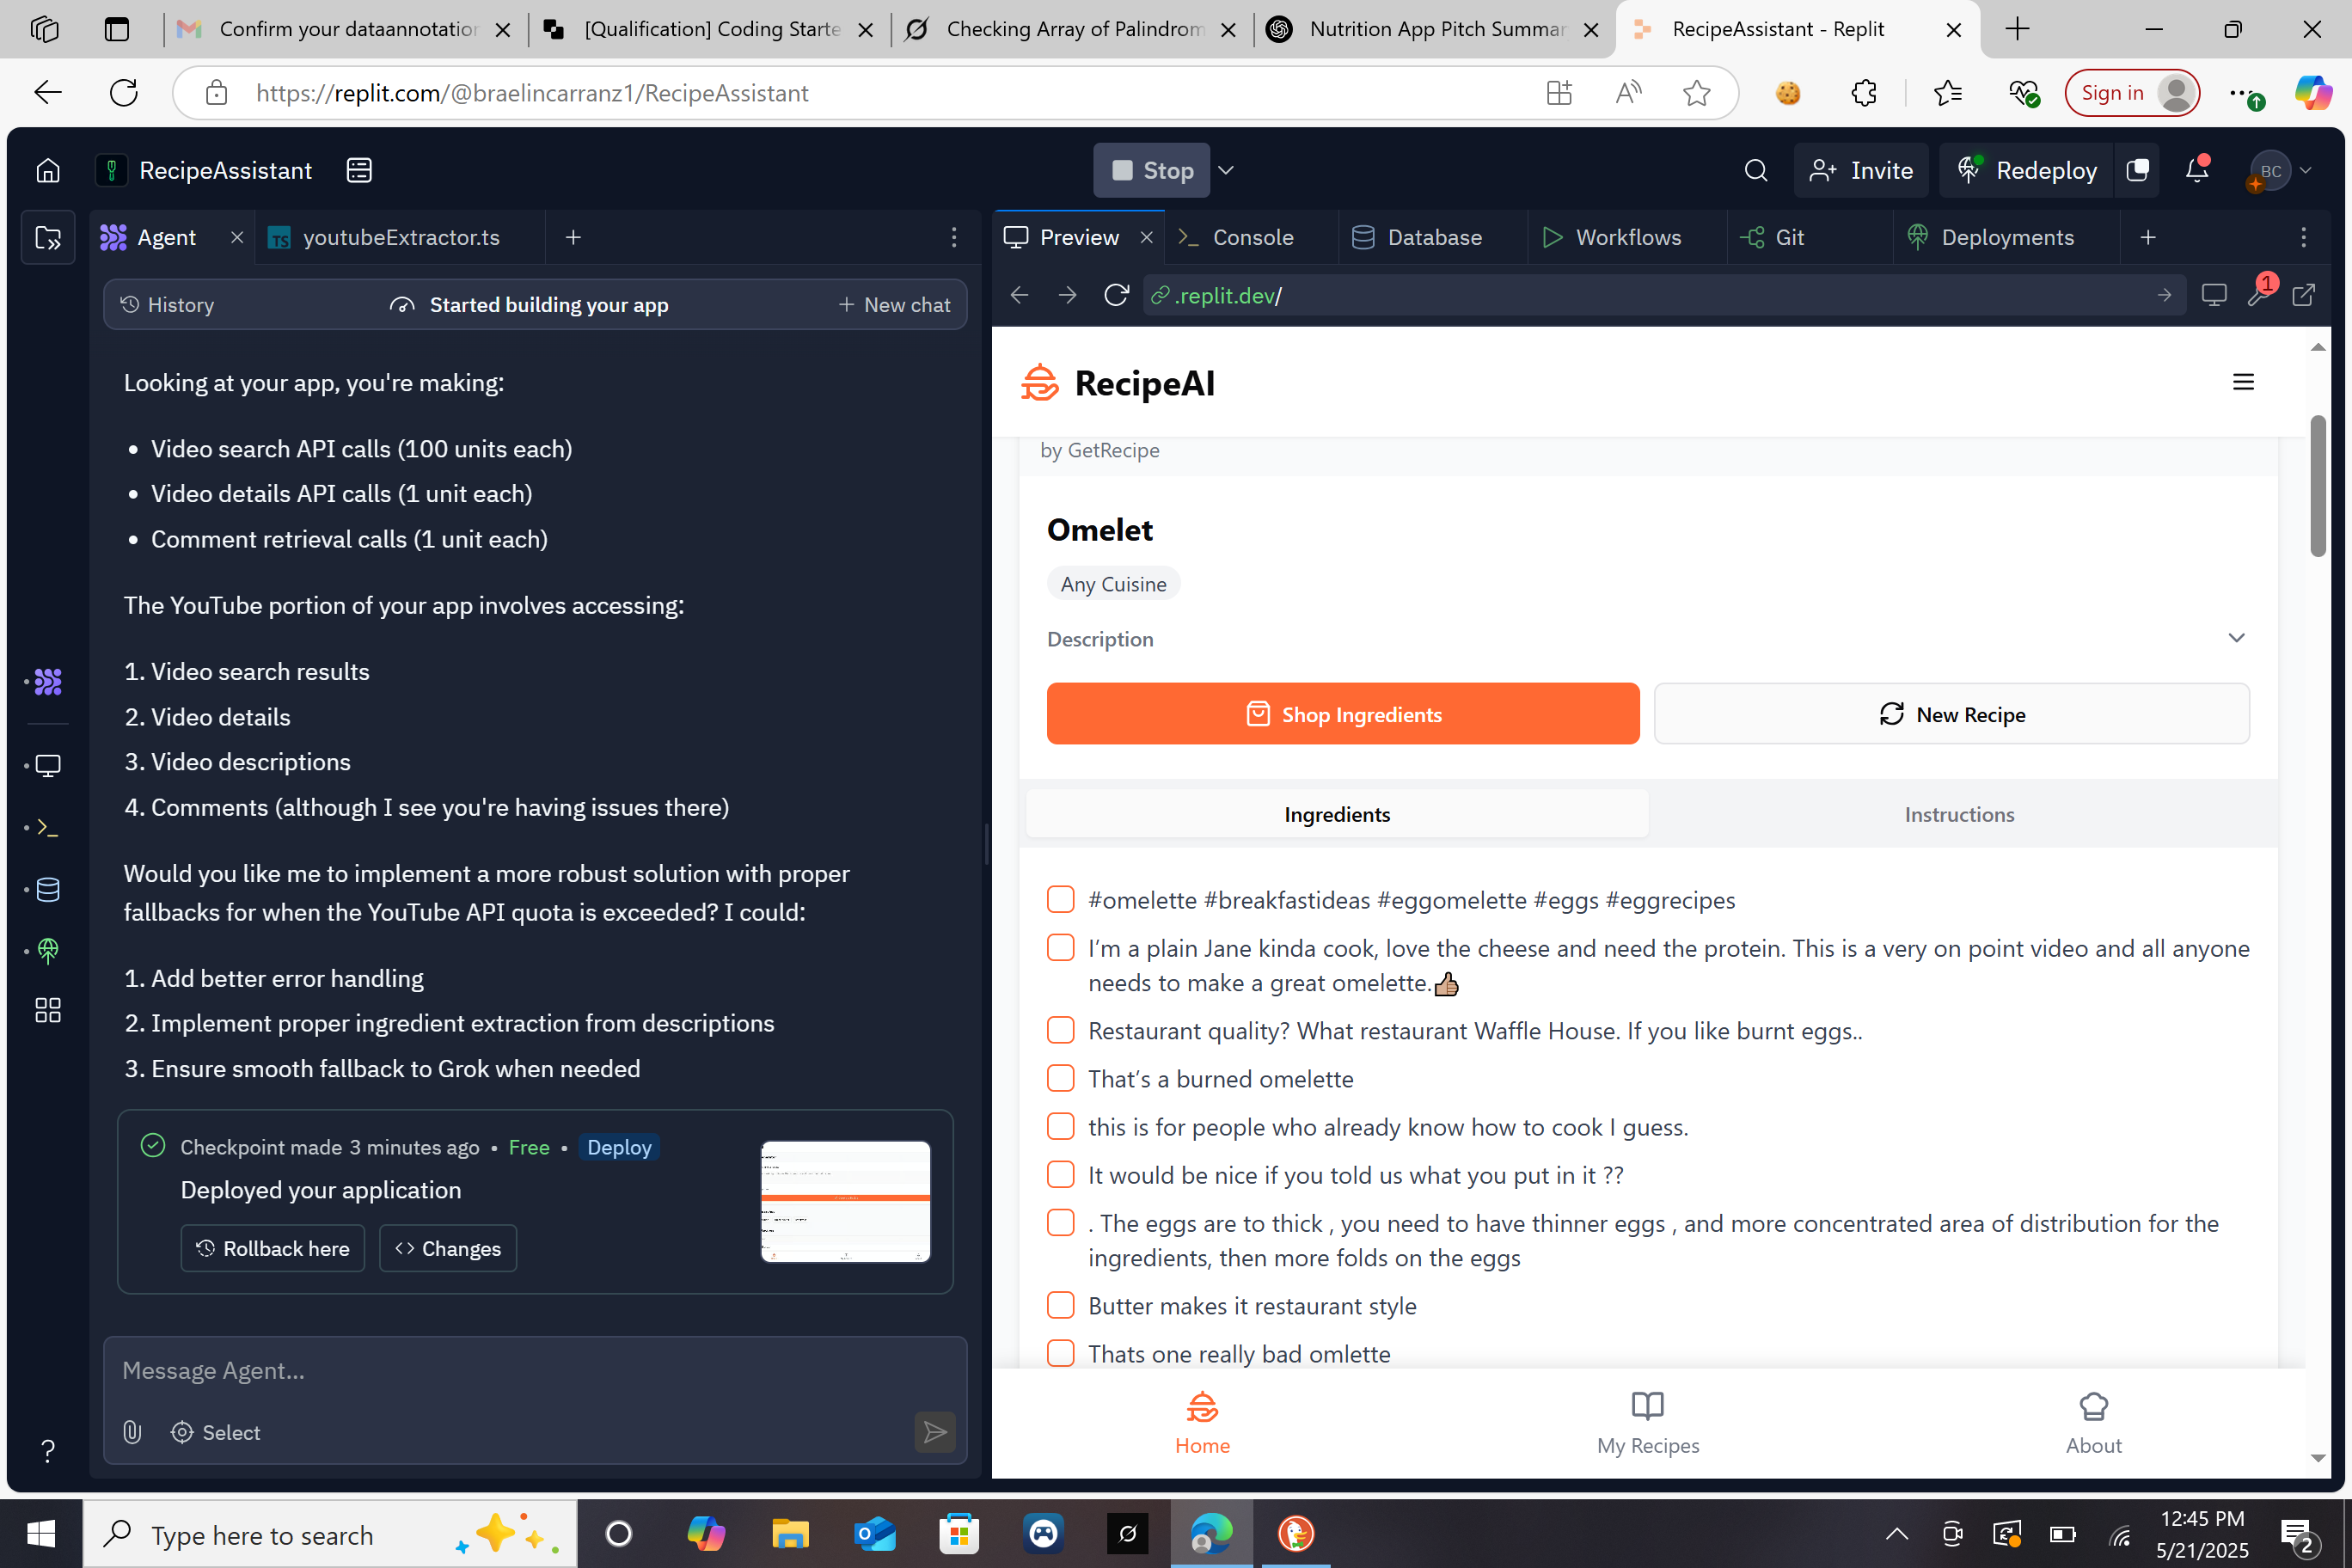 Confirm your dataannotation
[Qualification] Coding Starte
Checking Array of Palindrom
Nutrition App Pitch Summar
RecipeAssistant - Replit
https://replit.com/@braelincarranz1/RecipeAssistant
Sign in
RecipeAssistant
Stop
Invite
Redeploy
BC
Agent
TS youtubeExtractor.ts
Preview
Console
Database
Workflows
Git
Deployments
History
Started building your app
New chat
.replit.dev/
1
Looking at your app, you're making:
• Video search API calls (100 units each)
• Video details API calls (1 unit each)
• Comment retrieval calls (1 unit each)
The YouTube portion of your app involves accessing:
1. Video search results
2. Video details
3. Video descriptions
4. Comments (although I see you're having issues there)
Would you like me to implement a more robust solution with proper
fallbacks for when the YouTube API quota is exceeded? I could:
1. Add better error handling
2. Implement proper ingredient extraction from descriptions
3. Ensure smooth fallback to Grok when needed
Checkpoint made 3 minutes ago • Free • Deploy
Deployed your application
Rollback here
Changes
Message Agent...
Select
RecipeAI
by GetRecipe
Omelet
Any Cuisine
Description
Shop Ingredients
New Recipe
Ingredients
Instructions
#omelette #breakfastideas #eggomelette #eggs #eggrecipes
I’m a plain Jane kinda cook, love the cheese and need the protein. This is a very on point video and all anyone
needs to make a great omelette.👍🏼
Restaurant quality? What restaurant Waffle House. If you like burnt eggs..
That’s a burned omelette
this is for people who already know how to cook I guess.
It would be nice if you told us what you put in it ??
. The eggs are to thick , you need to have thinner eggs , and more concentrated area of distribution for the
ingredients, then more folds on the eggs
Butter makes it restaurant style
Thats one really bad omlette
Home
My Recipes
About
Type here to search
12:45 PM
5/21/2025
2